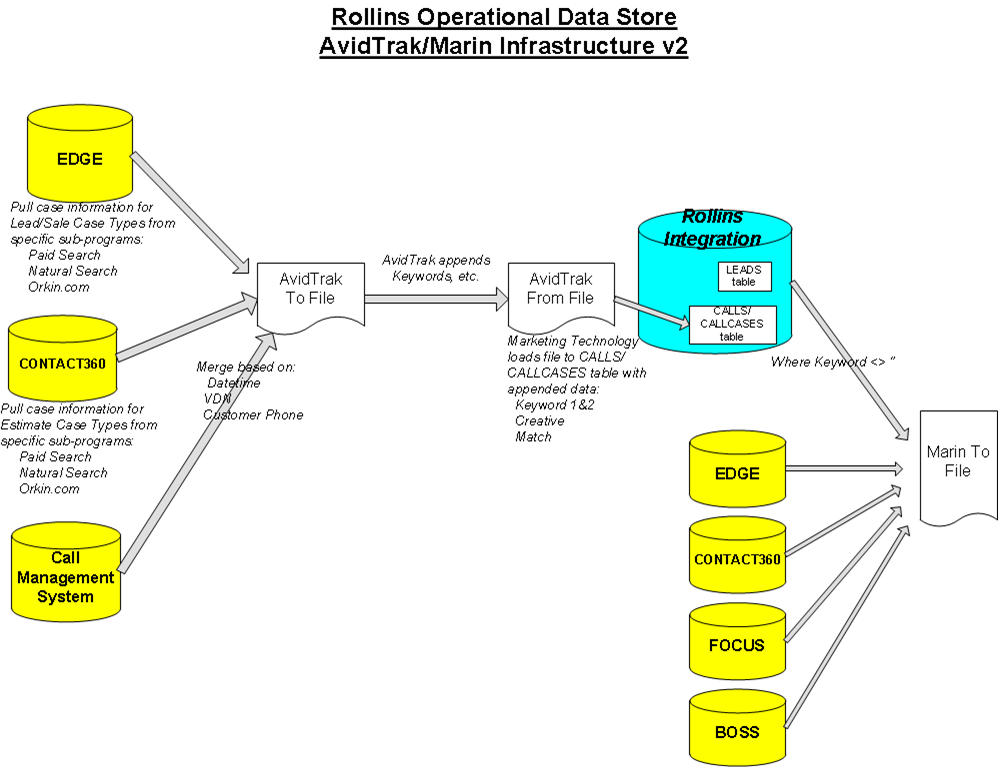 Rollins Operational Data Store
AvidTrak/Marin Infrastructure v2
EDGE
Pull case information for
Lead/Sale Case Types from
specific sub-programs:
Paid Search
Natural Search
Orkin.com
CONTACT360
Pull case information for
Estimate Case Types from
specific sub-programs:
Paid Search
Natural Search
Orkin.com
Call
Management
System
Merge based on:
Datetime
VDN
Customer Phone
AvidTrak
To File
AvidTrak appends
Keywords, etc.
AvidTrak
From File
Marketing Technology
loads file to CALLS/
CALLCASES table with
appended data:
Keyword 1&2
Creative
Match
Rollins
Integration
LEADS
table
CALLS/
CALLCASES
table
Where Keyword <> ''
Marin To
File
EDGE
CONTACT360
FOCUS
BOSS